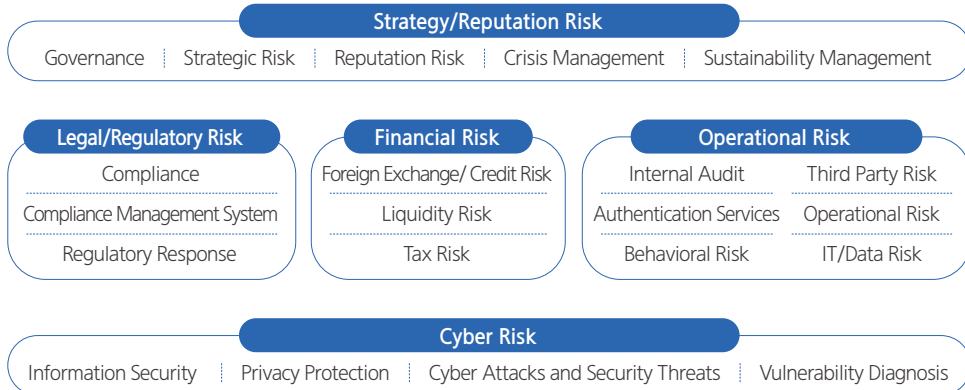 Strategy/Reputation Risk
Governance Strategic Risk Reputation Risk Crisis Management Sustainability Management
Legal/Regulatory Risk
Compliance
Compliance Management System
Regulatory Response
Financial Risk
Foreign Exchange/ Credit Risk
Liquidity Risk
Tax Risk
Operational Risk
Internal Audit Third Party Risk
Authentication Services Operational Risk
Behavioral Risk IT/Data Risk
Cyber Risk
Information Security Privacy Protection Cyber Attacks and Security Threats Vulnerability Diagnosis